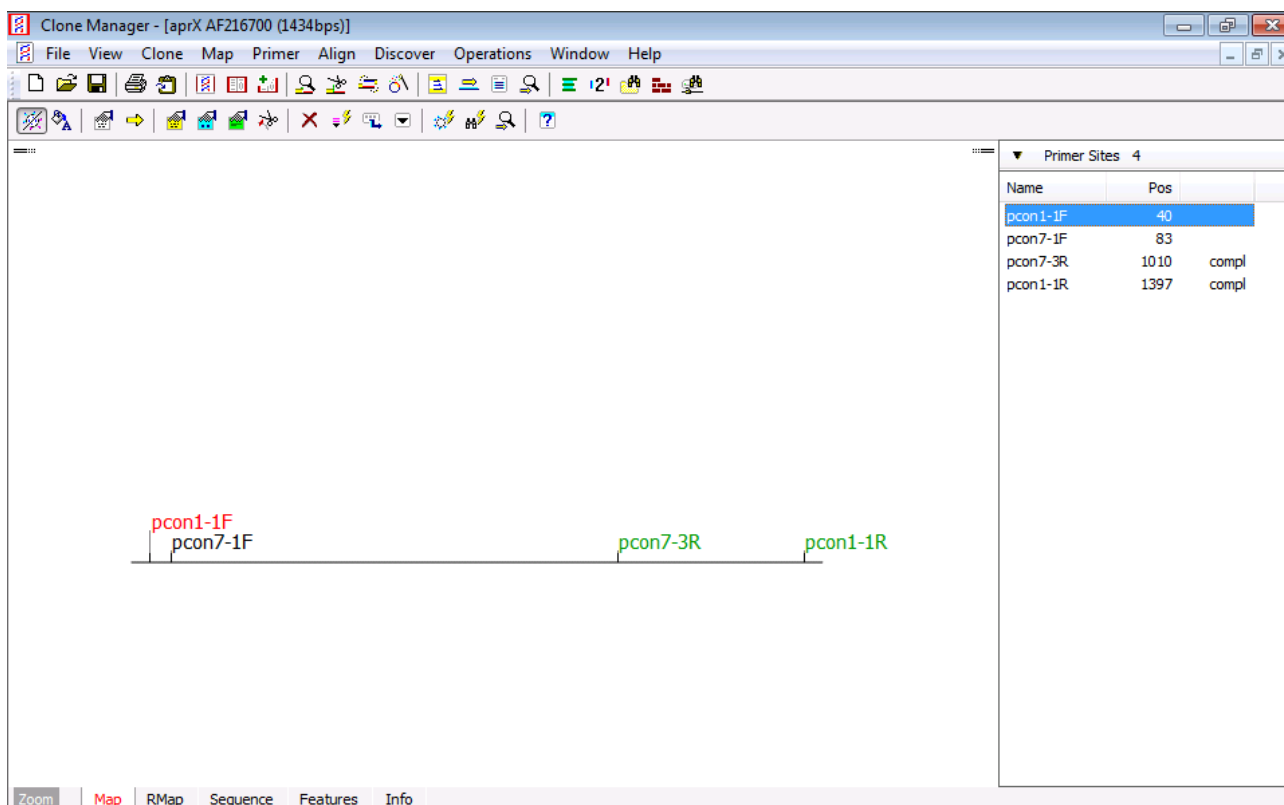 Clone Manager - [aprX AF216700 (1434bps)]
File View Clone Map Primer Align Discover Operations Window Help
Primer Sites 4
Name Pos
pcon1-1F 40
pcon7-1F 83
pcon7-3R 1010 compl
pcon1-1R 1397 compl
pcon1-1F
pcon7-1F pcon7-3R pcon1-1R
Zoom Map RMap Sequence Features Info